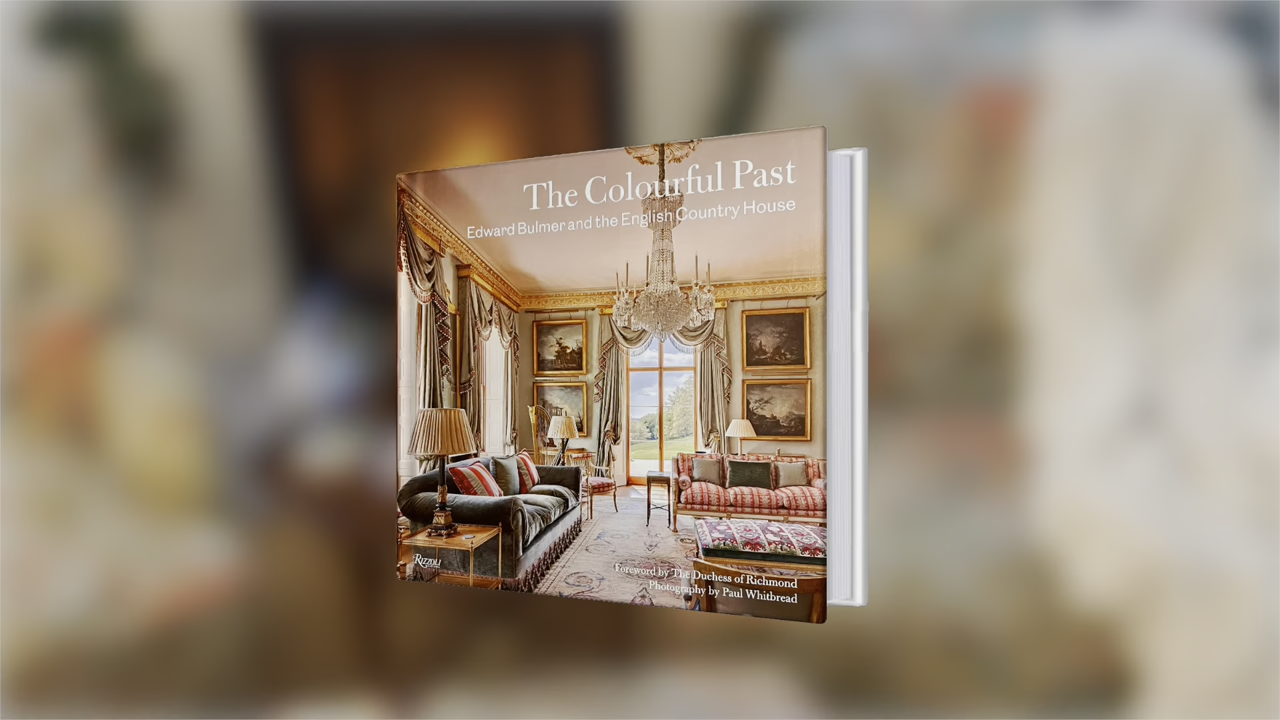 The Colourful Past
Edward Bulmer and the English Country House
RIZZOLI
Foreword by The Duchess of Richmond
Photography by Paul Whitbread